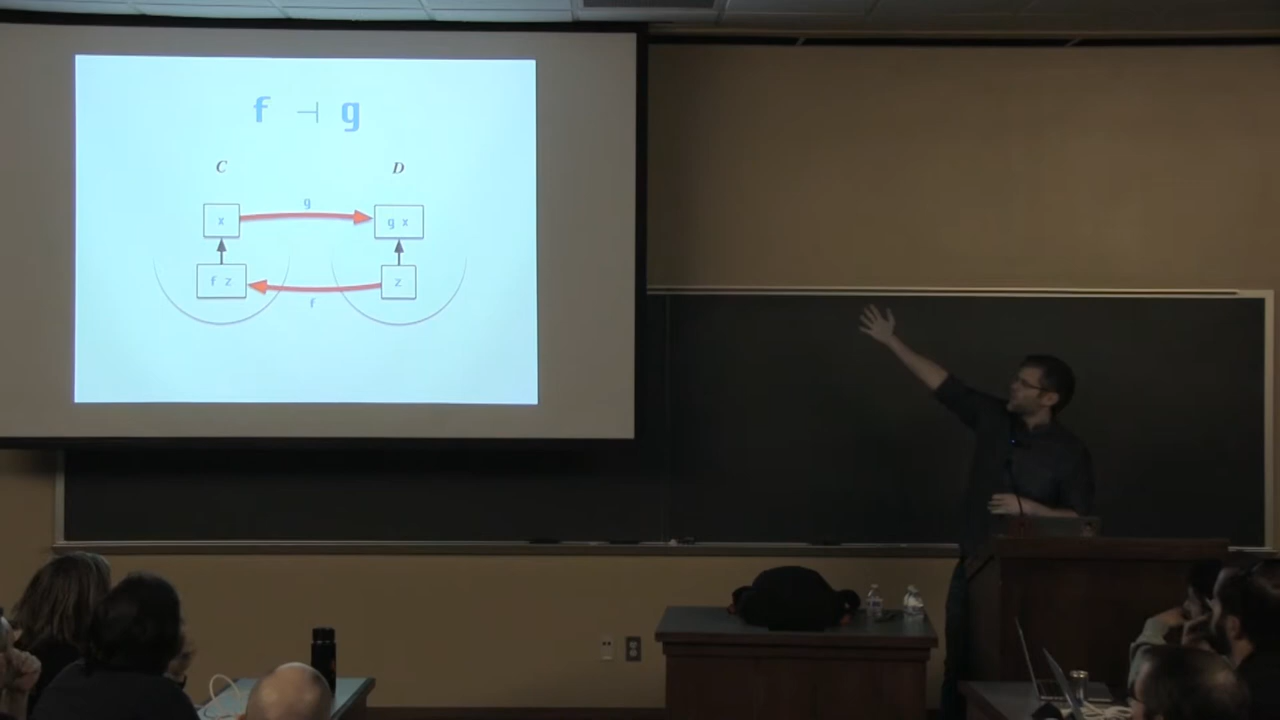 f ⊣ g
C D
g
x g x
f z z
f